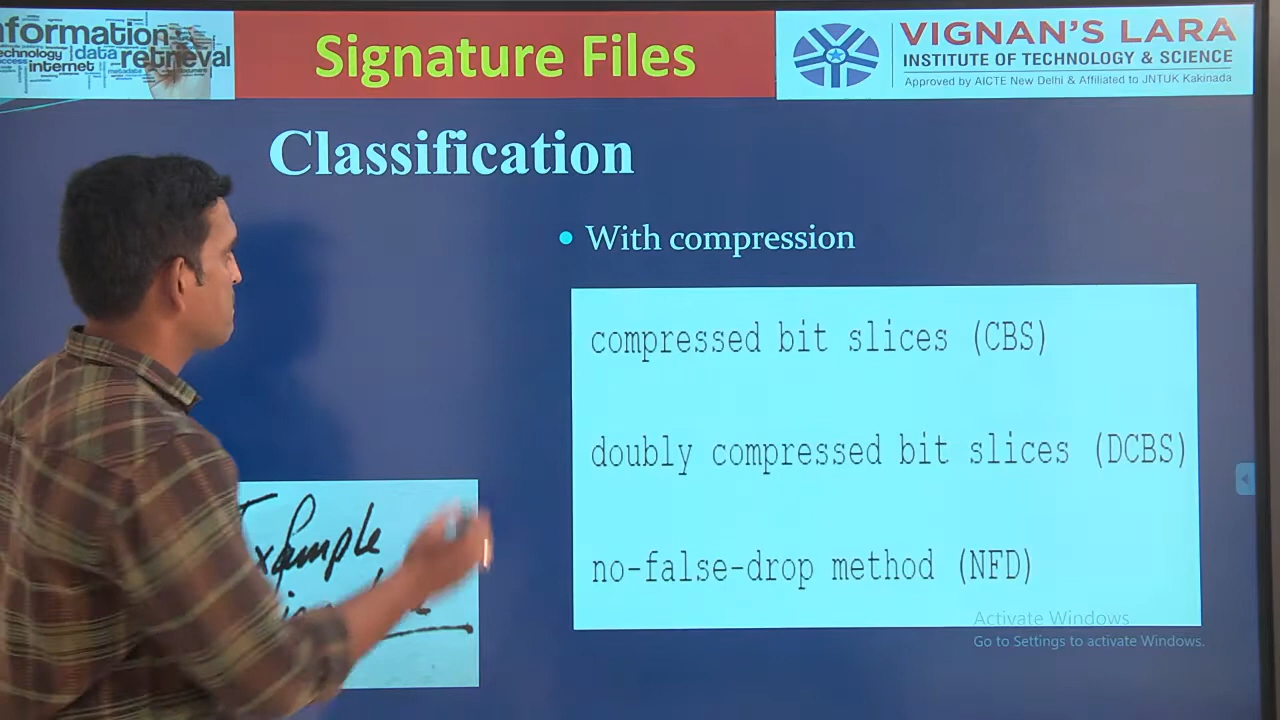 information
technology data retrieval
internet
metadata
Signature Files
VIGNAN'S LARA
INSTITUTE OF TECHNOLOGY & SCIENCE
Approved by AICTE New Delhi & Affiliated to JNTUK Kakinada
Classification
• With compression
compressed bit slices (CBS)
doubly compressed bit slices (DCBS)
no-false-drop method (NFD)
Example
Activate Windows
Go to Settings to activate Windows.